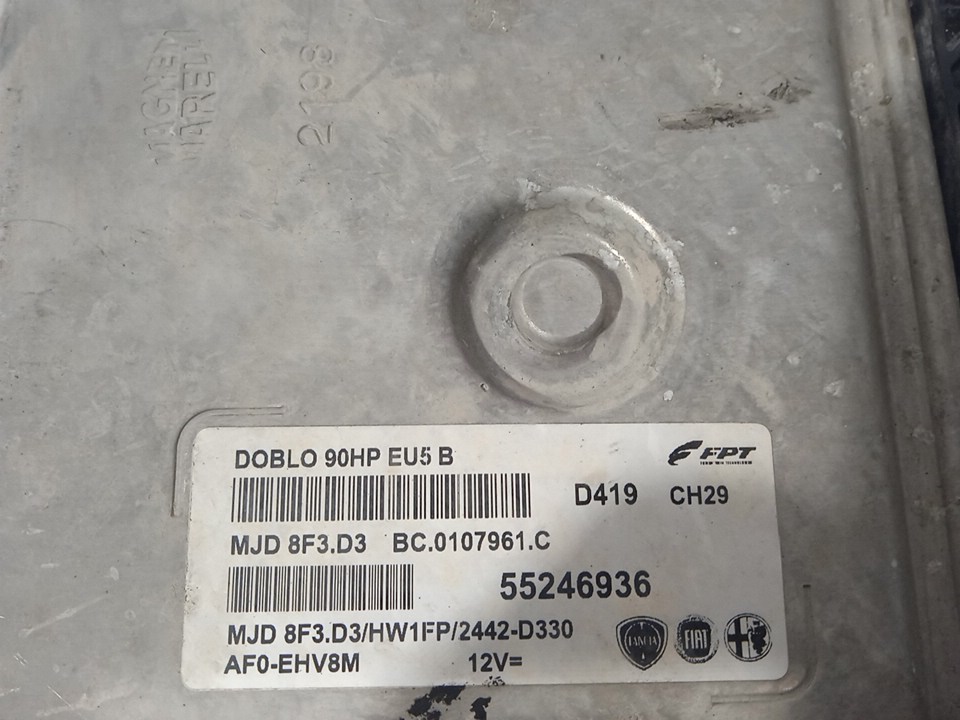 MAGNETI
MARELLI
2198
DOBLO 90HP EU5 B
FPT
D419 CH29
MJD 8F3.D3 BC.0107961.C
55246936
MJD 8F3.D3/HW1FP/2442-D330
LANCIA
FIAT
AF0-EHV8M 12V=